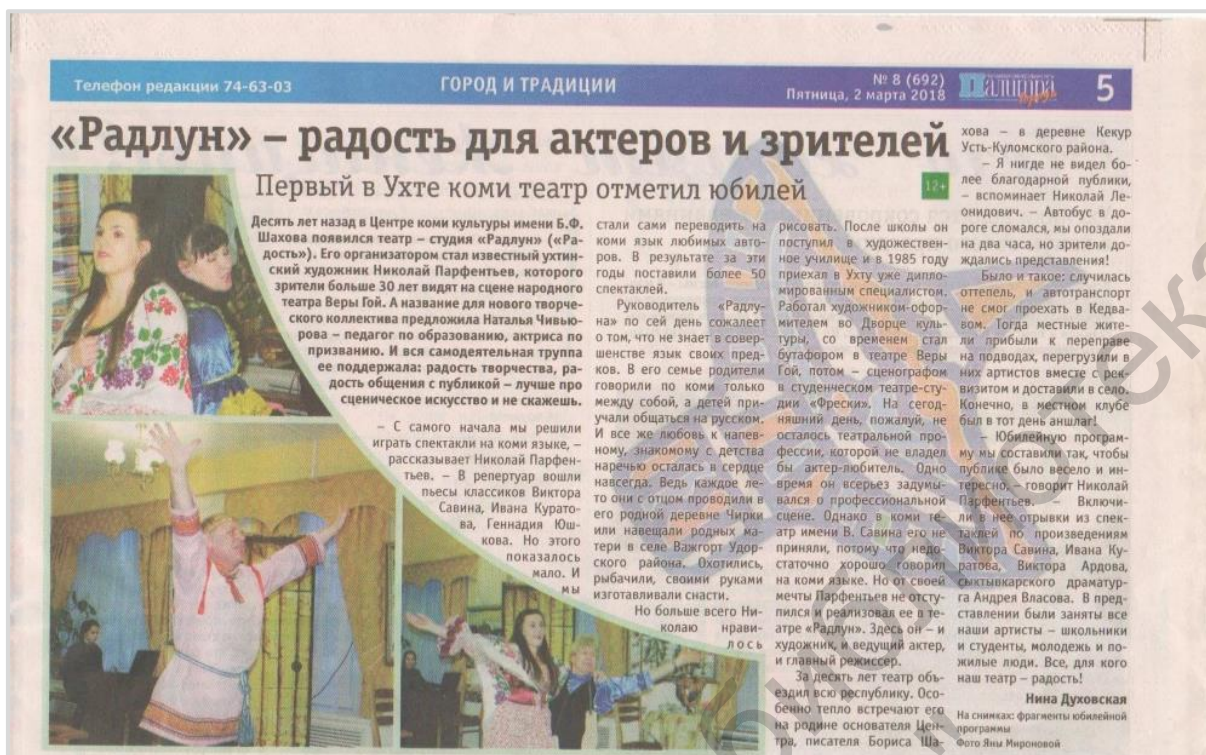 Телефон редакции 74-63-03
ГОРОД И ТРАДИЦИИ
№ 8 (692)
Пятница, 2 марта 2018
Палитра
5
«Радлун» – радость для актеров и зрителей
Первый в Ухте коми театр отметил юбилей
12+
Десять лет назад в Центре коми культуры имени Б.Ф.
Шахова появился театр – студия «Радлун» («Ра-
дость»). Его организатором стал известный ухтин-
ский художник Николай Парфентьев, которого
зрители больше 30 лет видят на сцене народного
театра Веры Гой. А название для нового творче-
ского коллектива предложила Наталья Чивью-
рова – педагог по образованию, актриса по
призванию. И вся самодеятельная труппа
ее поддержала: радость творчества, ра-
дость общения с публикой – лучше про
сценическое искусство и не скажешь.
– С самого начала мы решили
играть спектакли на коми языке, –
рассказывает Николай Парфен-
тьев. – В репертуар вошли
пьесы классиков Виктора
Савина, Ивана Курато-
ва, Геннадия Юш-
кова. Но этого
показалось
мало. И
мы
стали сами переводить на
коми язык любимых авто-
ров. В результате за эти
годы поставили более 50
спектаклей.
Руководитель «Радлу-
на» по сей день сожалеет
о том, что не знает в совер-
шенстве язык своих пред-
ков. В его семье родители
говорили по коми только
между собой, а детей при-
учали общаться на русском.
И все же любовь к напев-
ному, знакомому с детства
наречью осталась в сердце
навсегда. Ведь каждое ле-
то они с отцом проводили в
его родной деревне Чирки
или навещали родных ма-
тери в селе Важгорт Удор-
ского района. Охотились,
рыбачили, своими руками
изготавливали снасти.
Но больше всего Ни-
колаю нрави-
лось
рисовать. После школы он
поступил в художествен-
ное училище и в 1985 году
приехал в Ухту уже дипло-
мированным специалистом.
Работал художником-офор-
мителем во Дворце куль-
туры, со временем стал
бутафором в театре Веры
Гой, потом – сценографом
в студенческом театре-сту-
дии «Фрески». На сегод-
няшний день, пожалуй, не
осталось театральной про-
фессии, которой не владел
бы актер-любитель. Одно
время он всерьез задумы-
вался о профессиональной
сцене. Однако в коми те-
атр имени В. Савина его не
приняли, потому что недо-
статочно хорошо говорил
на коми языке. Но от своей
мечты Парфентьев не отсту-
пился и реализовал ее в те-
атре «Радлун». Здесь он – и
художник, и ведущий актер,
и главный режиссер.
За десять лет театр объ-
ездил всю республику. Осо-
бенно тепло встречают его
на родине основателя Цен-
тра, писателя Бориса Ша-
хова – в деревне Кекур
Усть-Куломского района.
– Я нигде не видел бо-
лее благодарной публики,
– вспоминает Николай Ле-
онидович. – Автобус в до-
роге сломался, мы опоздали
на два часа, но зрители до-
ждались представления!
Было и такое: случилась
оттепель, и автотранспорт
не смог проехать в Кедва-
вом. Тогда местные жите-
ли прибыли к переправе
на подводах, перегрузили в
них артистов вместе с рек-
визитом и доставили в село.
Конечно, в местном клубе
был в тот день аншлаг!
– Юбилейную програм-
му мы составили так, чтобы
публике было весело и ин-
тересно, – говорит Николай
Парфентьев. – Включи-
ли в нее отрывки из спек-
таклей по произведениям
Виктора Савина, Ивана Ку-
ратова, Виктора Ардова,
сыктывкарского драматур-
га Андрея Власова. В пред-
ставлении были заняты все
наши артисты – школьники
и студенты, молодежь и по-
жилые люди. Все, для кого
наш театр – радость!
Нина Духовская
На снимках: фрагменты юбилейной
программы
Фото Яны Мироновой